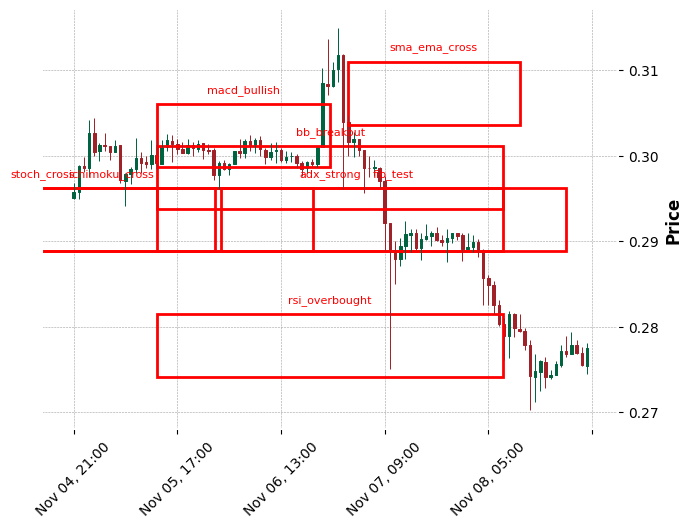 sma_ema_cross
0.31
macd_bullish
bb_breakout
0.30
stoch_cross
ichimoku_cross
adx_strong
fib_test
Price
0.29
rsi_overbought
0.28
0.27
Nov 04, 21:00
Nov 05, 17:00
Nov 06, 13:00
Nov 07, 09:00
Nov 08, 05:00